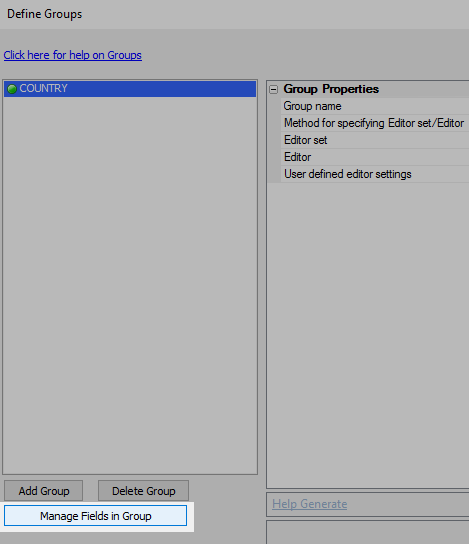 Define Groups
Click here for help on Groups
COUNTRY
Group Properties
Group name
Method for specifying Editor set/Editor
Editor set
Editor
User defined editor settings
Add Group
Delete Group
Manage Fields in Group
Help Generate